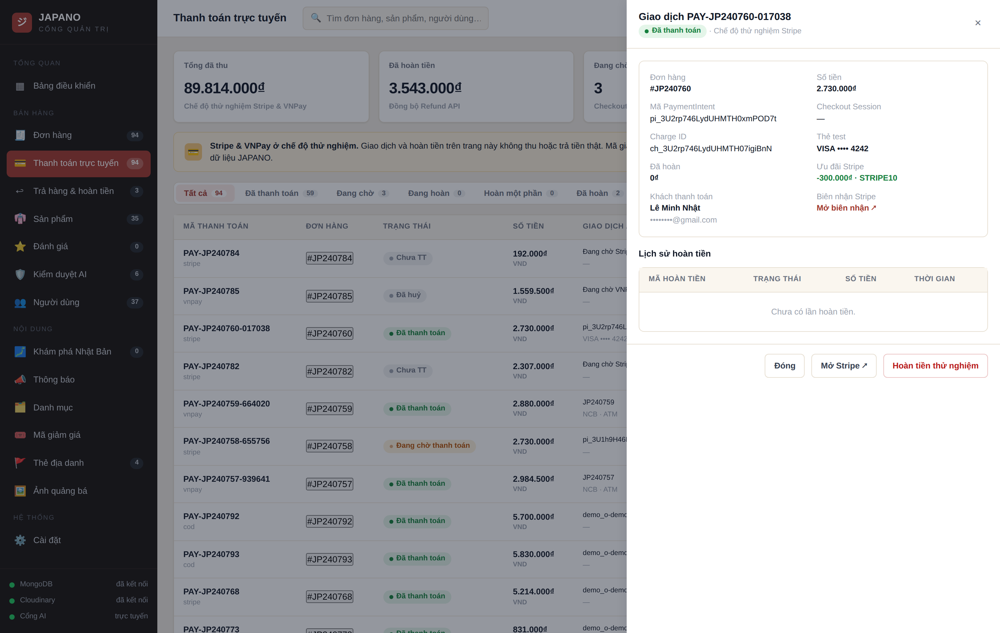 ジ
JAPANO
CỔNG QUẢN TRỊ
TỔNG QUAN
Bảng điều khiển
BÁN HÀNG
Đơn hàng 94
Thanh toán trực tuyến 94
Trả hàng & hoàn tiền 3
Sản phẩm 35
Đánh giá 0
Kiểm duyệt AI 6
Người dùng 37
NỘI DUNG
Khám phá Nhật Bản 0
Thông báo
Danh mục
Mã giảm giá
Thẻ địa danh 4
Ảnh quảng bá
HỆ THỐNG
Cài đặt
MongoDB đã kết nối
Cloudinary đã kết nối
Cổng AI trực tuyến
Thanh toán trực tuyến
Tìm đơn hàng, sản phẩm, người dùng…
Tổng đã thu
89.814.000₫
Chế độ thử nghiệm Stripe & VNPay
Đã hoàn tiền
3.543.000₫
Đồng bộ Refund API
Đang chờ
3
Checkout
Stripe & VNPay ở chế độ thử nghiệm. Giao dịch và hoàn tiền trên trang này không thu hoặc trả tiền thật. Mã
dữ liệu JAPANO.
Tất cả 94 Đã thanh toán 59 Đang chờ 3 Đang hoàn 0 Hoàn một phần 0 Đã hoàn 2
MÃ THANH TOÁN ĐƠN HÀNG TRẠNG THÁI SỐ TIỀN GIAO DỊCH
PAY-JP240784 #JP240784 Chưa TT 192.000₫ Đang chờ Strip
stripe VND —
PAY-JP240785 #JP240785 Đã huỷ 1.559.500₫ Đang chờ VNP
vnpay VND —
PAY-JP240760-017038 #JP240760 Đã thanh toán 2.730.000₫ pi_3U2rp746L
stripe VND VISA •••• 4242
PAY-JP240782 #JP240782 Chưa TT 2.307.000₫ Đang chờ Strip
stripe VND —
PAY-JP240759-664020 #JP240759 Đã thanh toán 2.880.000₫ JP240759
vnpay VND NCB · ATM
PAY-JP240758-655756 #JP240758 Đang chờ thanh toán 2.730.000₫ pi_3U1h9H46
stripe VND —
PAY-JP240757-939641 #JP240757 Đã thanh toán 2.984.500₫ JP240757
vnpay VND NCB · ATM
PAY-JP240792 #JP240792 Đã thanh toán 5.700.000₫ demo_o-demo
cod VND —
PAY-JP240793 #JP240793 Đã thanh toán 5.830.000₫ demo_o-demo
cod VND —
PAY-JP240768 #JP240768 Đã thanh toán 5.214.000₫ demo_o-demo
stripe VND —
PAY-JP240773 #JP240773 Đã thanh toán 831.000₫ demo_o-demo
Giao dịch PAY-JP240760-017038
×
Đã thanh toán · Chế độ thử nghiệm Stripe
Đơn hàng
#JP240760
Số tiền
2.730.000₫
Mã PaymentIntent
pi_3U2rp746LydUHMTH0xmPOD7t
Checkout Session
—
Charge ID
ch_3U2rp746LydUHMTH07igiBnN
Thẻ test
VISA •••• 4242
Đã hoàn
0₫
Ưu đãi Stripe
-300.000₫ · STRIPE10
Khách thanh toán
Lê Minh Nhật
••••••••@gmail.com
Biên nhận Stripe
Mở biên nhận ↗
Lịch sử hoàn tiền
MÃ HOÀN TIỀN TRẠNG THÁI SỐ TIỀN THỜI GIAN
Chưa có lần hoàn tiền.
Đóng
Mở Stripe ↗
Hoàn tiền thử nghiệm